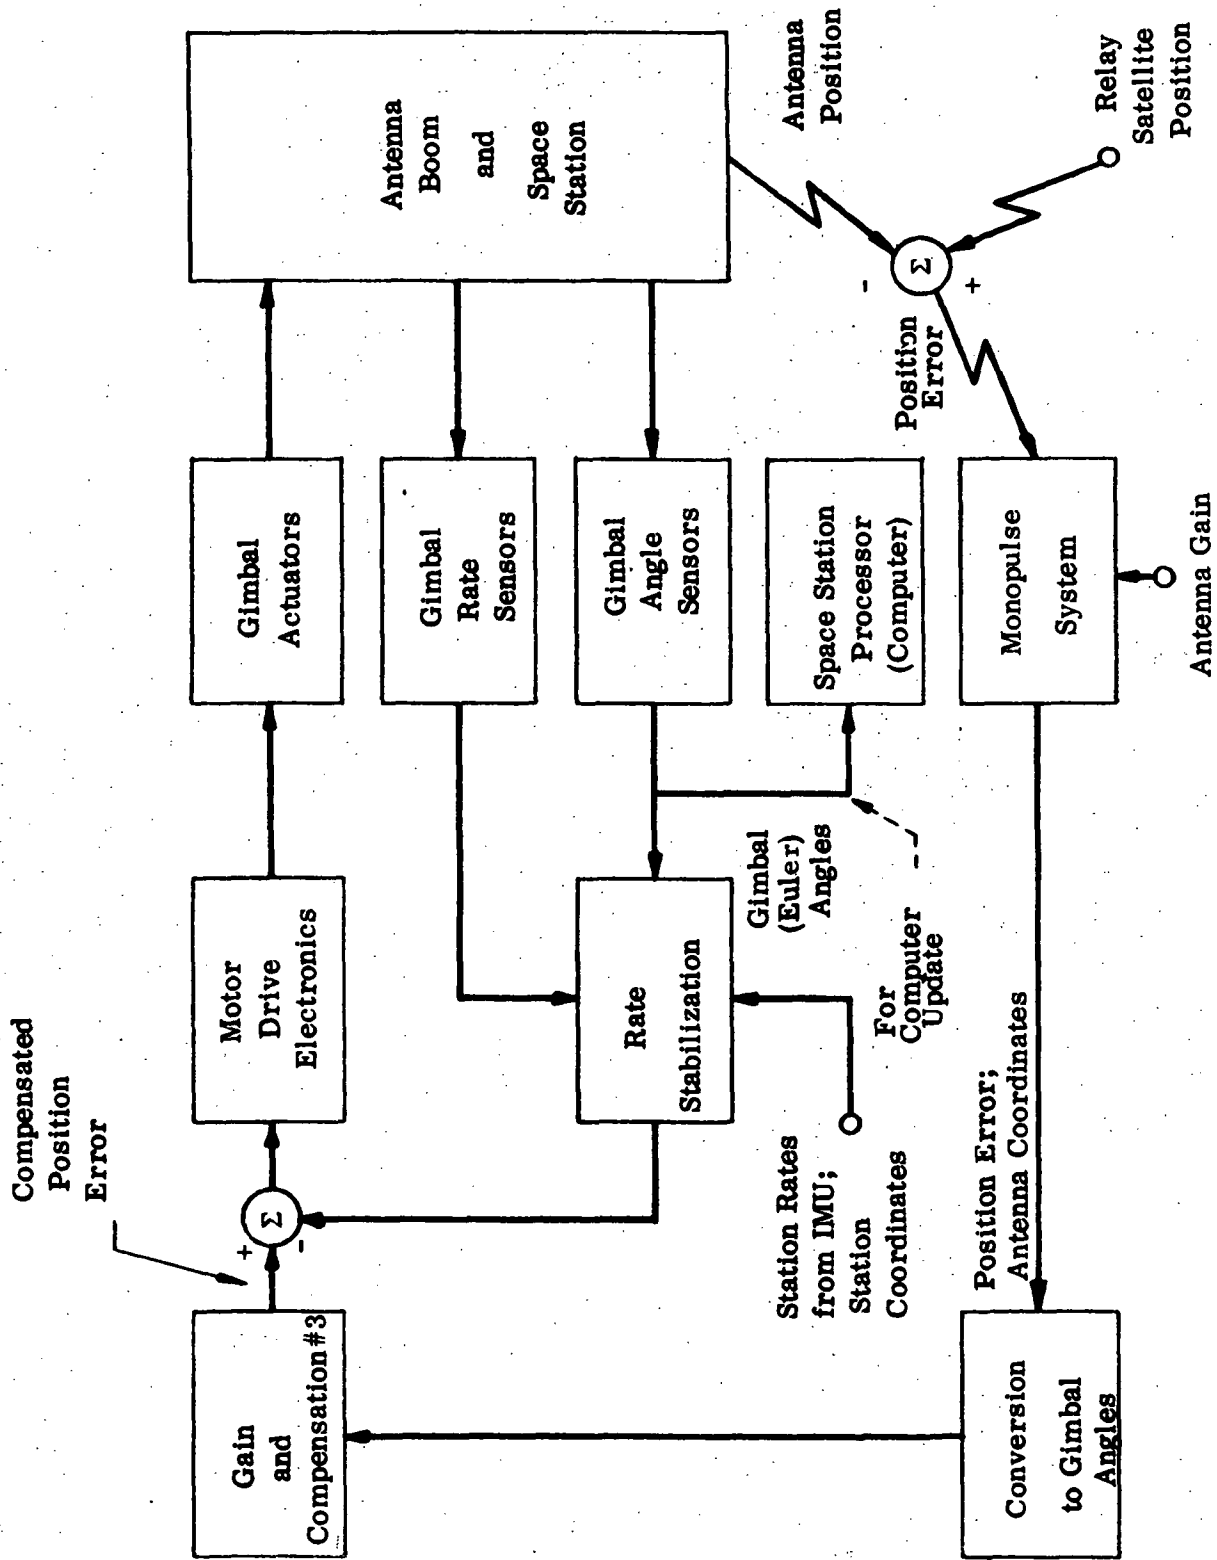 Compensated
Position
Error
Gain
and
Compensation #3
+
-
Σ
Motor
Drive
Electronics
Gimbal
Actuators
Antenna
Boom
and
Space
Station
Gimbal
Rate
Sensors
Rate
Stabilization
Gimbal
Angle
Sensors
Gimbal
(Euler)
Angles
Station Rates
from IMU;
Station
Coordinates
For
Computer
Update
Space Station
Processor
(Computer)
Antenna
Position
-
Σ
+
Position
Error
Relay
Satellite
Position
Conversion
to Gimbal
Angles
Position Error;
Antenna Coordinates
Monopulse
System
Antenna Gain